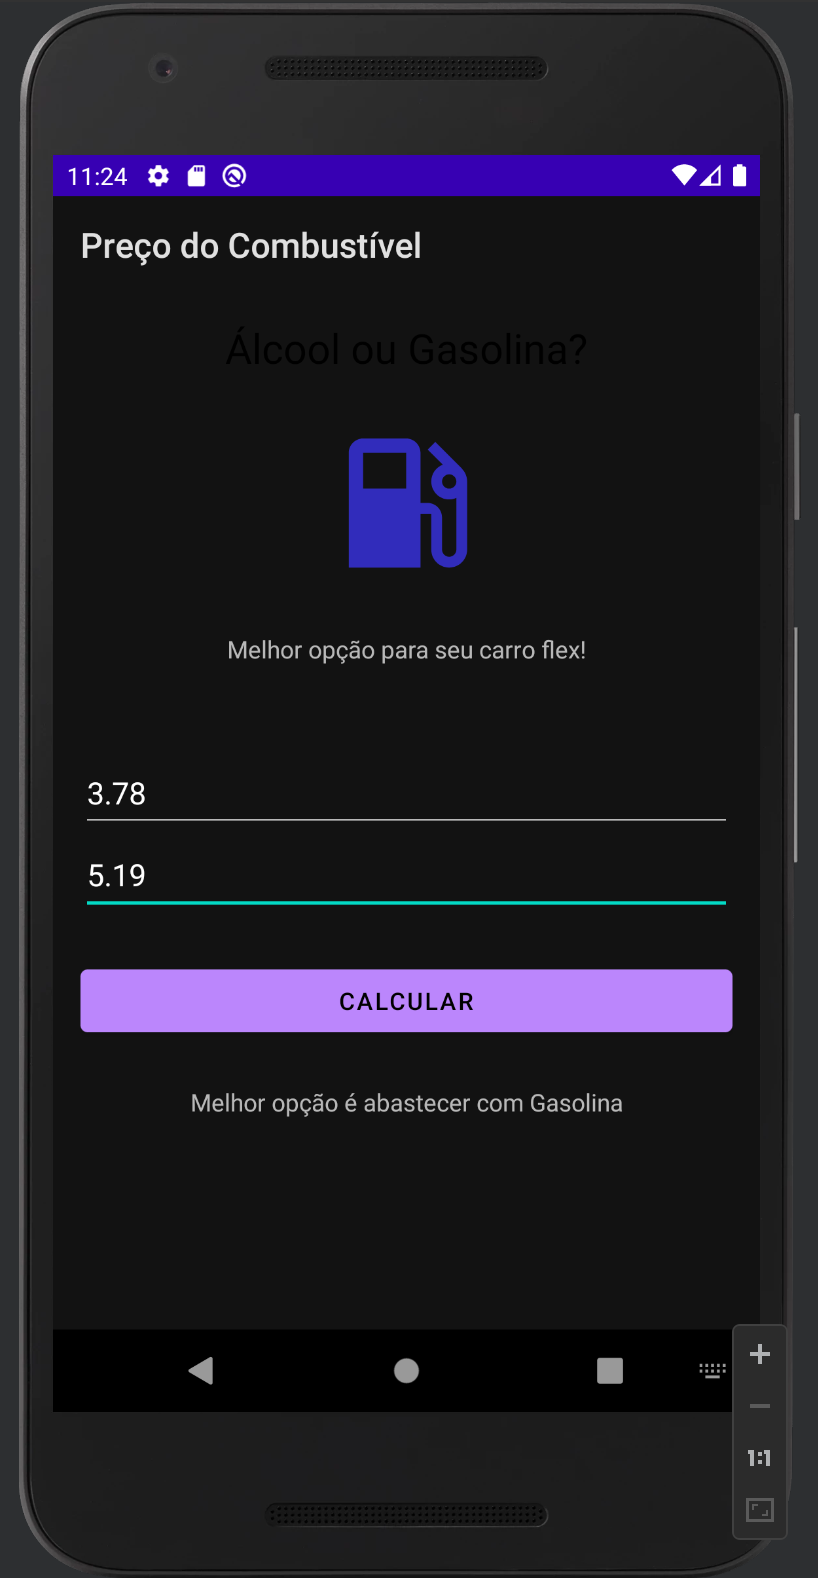 11:24
Preço do Combustível
Álcool ou Gasolina?
Melhor opção para seu carro flex!
3.78
5.19
CALCULAR
Melhor opção é abastecer com Gasolina
1:1